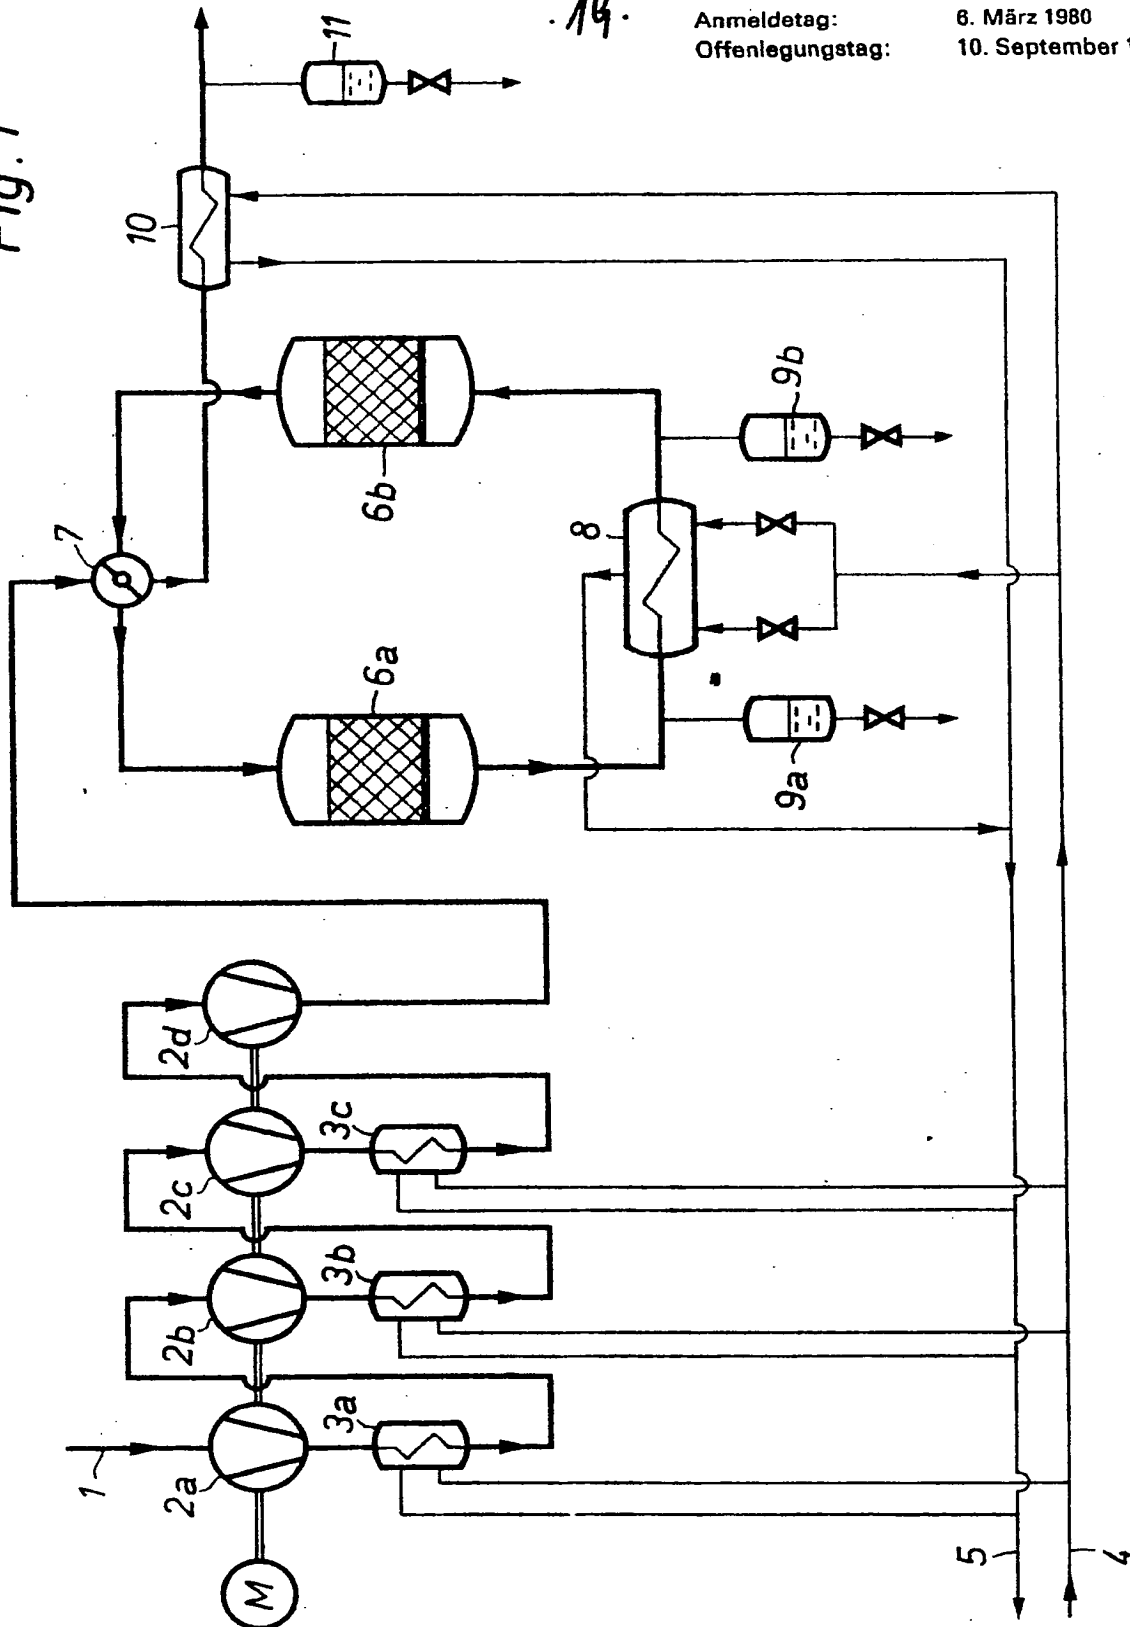 .14.
Anmeldetag: 6. März 1980
Offenlegungstag: 10. September 1
Fig. 1
11
10
9b
6b
7
8
6a
9a
2d
3c
2c
3b
2b
3a
1
2a
M
5
4